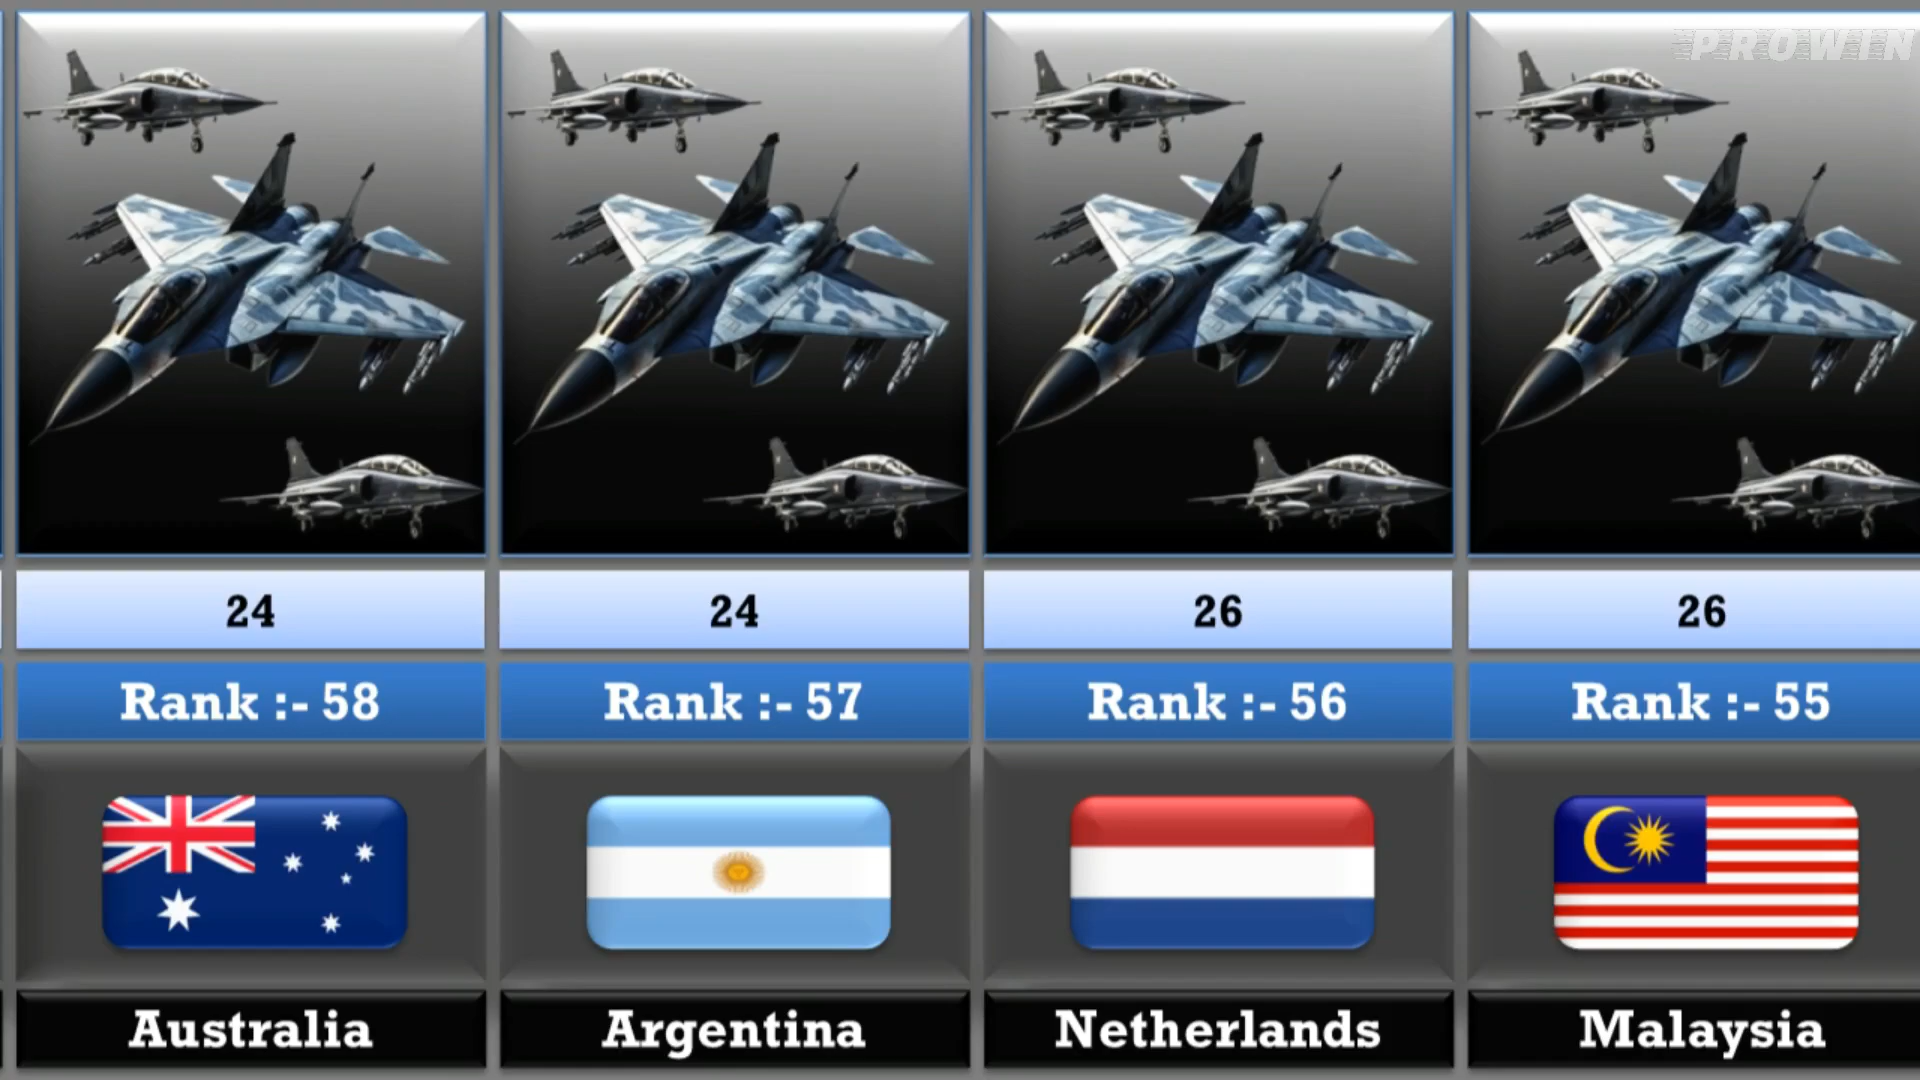 PROWIN
24
24
26
26
Rank :- 58
Rank :- 57
Rank :- 56
Rank :- 55
Australia
Argentina
Netherlands
Malaysia